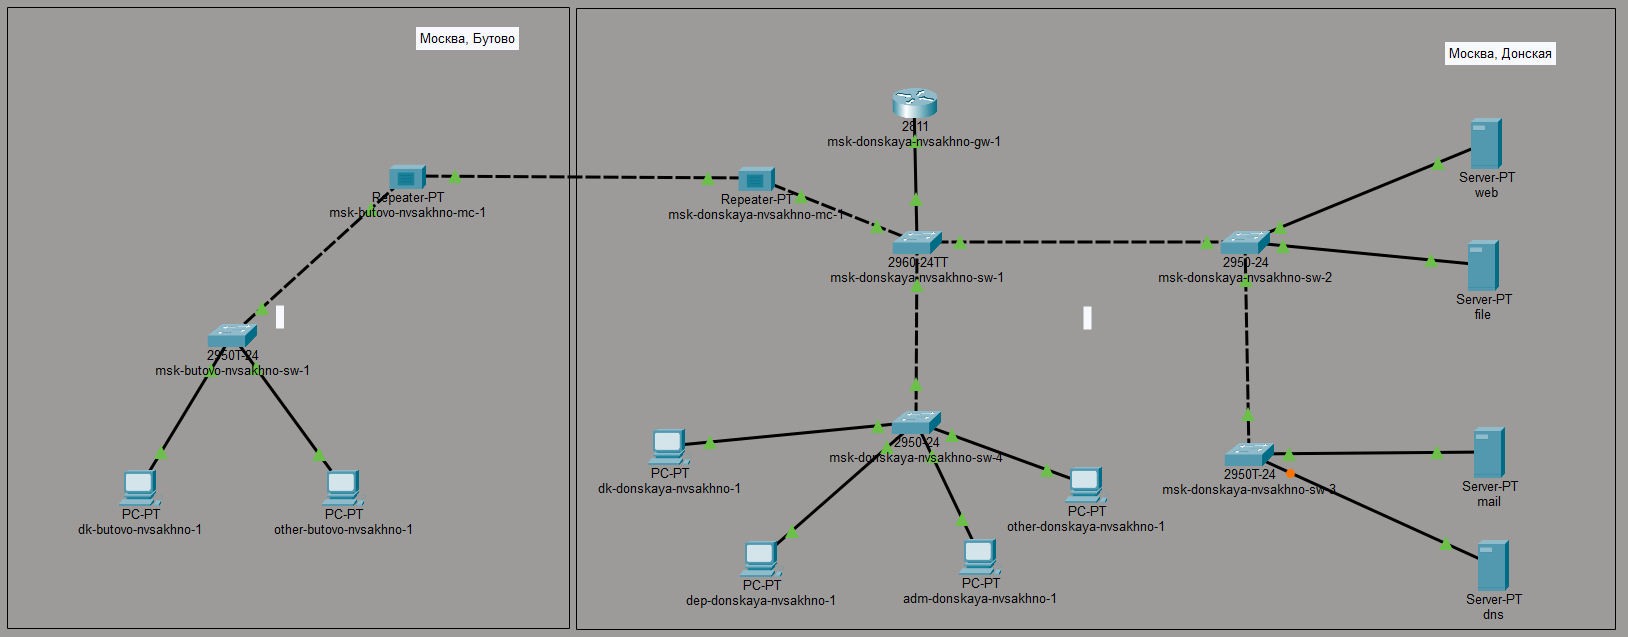 Москва, Бутово
Repeater-PT
msk-butovo-nvsakhno-mc-1
2950T-24
msk-butovo-nvsakhno-sw-1
PC-PT
dk-butovo-nvsakhno-1
PC-PT
other-butovo-nvsakhno-1
Москва, Донская
2811
msk-donskaya-nvsakhno-gw-1
Repeater-PT
msk-donskaya-nvsakhno-mc-1
2960-24TT
msk-donskaya-nvsakhno-sw-1
2950-24
msk-donskaya-nvsakhno-sw-2
Server-PT
web
Server-PT
file
2950-24
msk-donskaya-nvsakhno-sw-4
PC-PT
dk-donskaya-nvsakhno-1
PC-PT
other-donskaya-nvsakhno-1
PC-PT
dep-donskaya-nvsakhno-1
PC-PT
adm-donskaya-nvsakhno-1
2950T-24
msk-donskaya-nvsakhno-sw-3
Server-PT
mail
Server-PT
dns